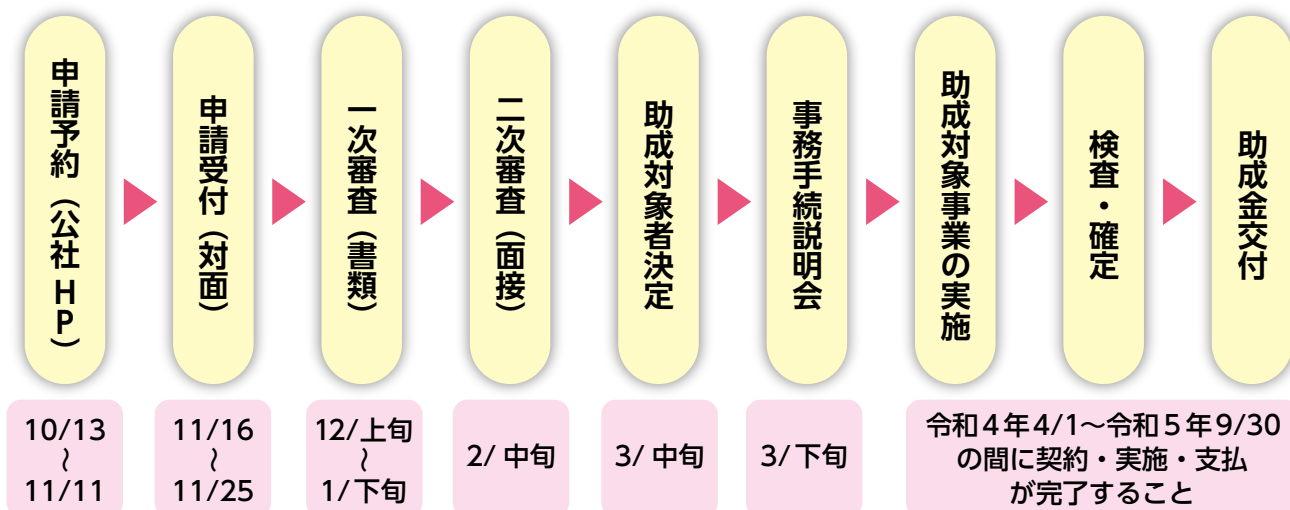 申請予約（公社HP）
申請受付（対面）
一次審査（書類）
二次審査（面接）
助成対象者決定
事務手続説明会
助成対象事業の実施
検査・確定
助成金交付
10/13
〜
11/11
11/16
〜
11/25
12/上旬
〜
1/下旬
2/ 中旬
3/ 中旬
3/下旬
令和４年4/1〜令和５年9/30
の間に契約・実施・支払
が完了すること